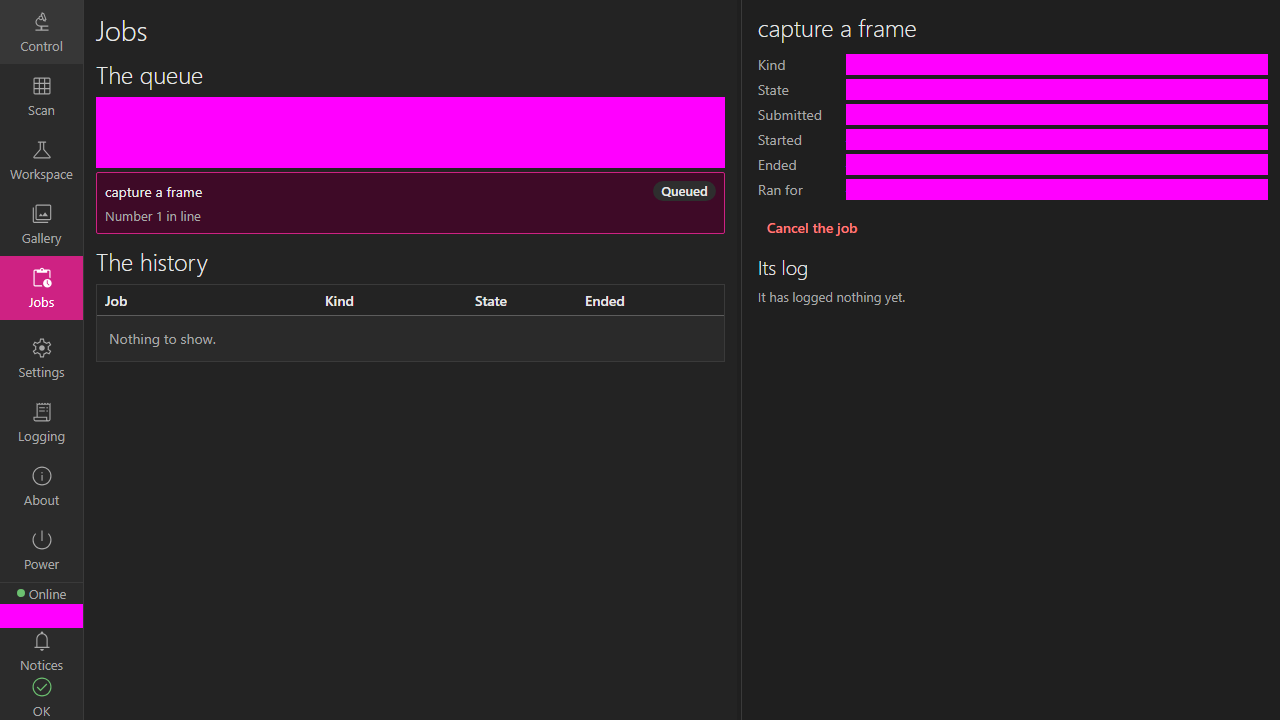 Control
Scan
Workspace
Gallery
Jobs
Settings
Logging
About
Power
Online
Notices
OK
Jobs
The queue
capture a frame
Queued
Number 1 in line
The history
Job Kind State Ended
Nothing to show.
capture a frame
Kind
State
Submitted
Started
Ended
Ran for
Cancel the job
Its log
It has logged nothing yet.